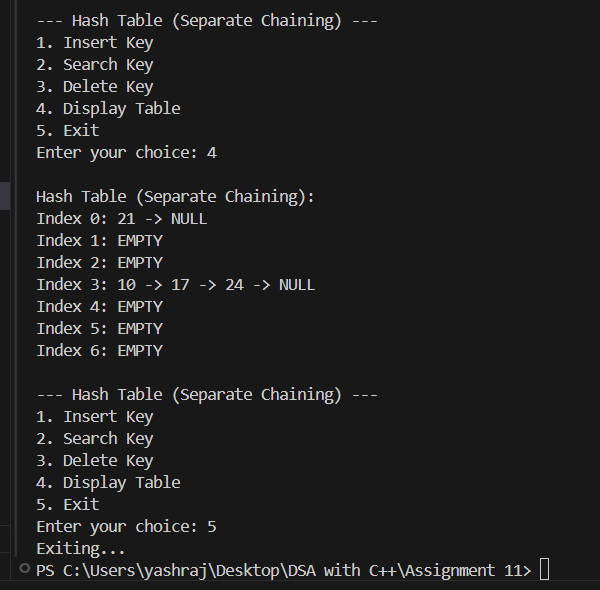 --- Hash Table (Separate Chaining) ---
1. Insert Key
2. Search Key
3. Delete Key
4. Display Table
5. Exit
Enter your choice: 4

Hash Table (Separate Chaining):
Index 0: 21 -> NULL
Index 1: EMPTY
Index 2: EMPTY
Index 3: 10 -> 17 -> 24 -> NULL
Index 4: EMPTY
Index 5: EMPTY
Index 6: EMPTY

--- Hash Table (Separate Chaining) ---
1. Insert Key
2. Search Key
3. Delete Key
4. Display Table
5. Exit
Enter your choice: 5
Exiting...
PS C:\Users\yashraj\Desktop\DSA with C++\Assignment 11>